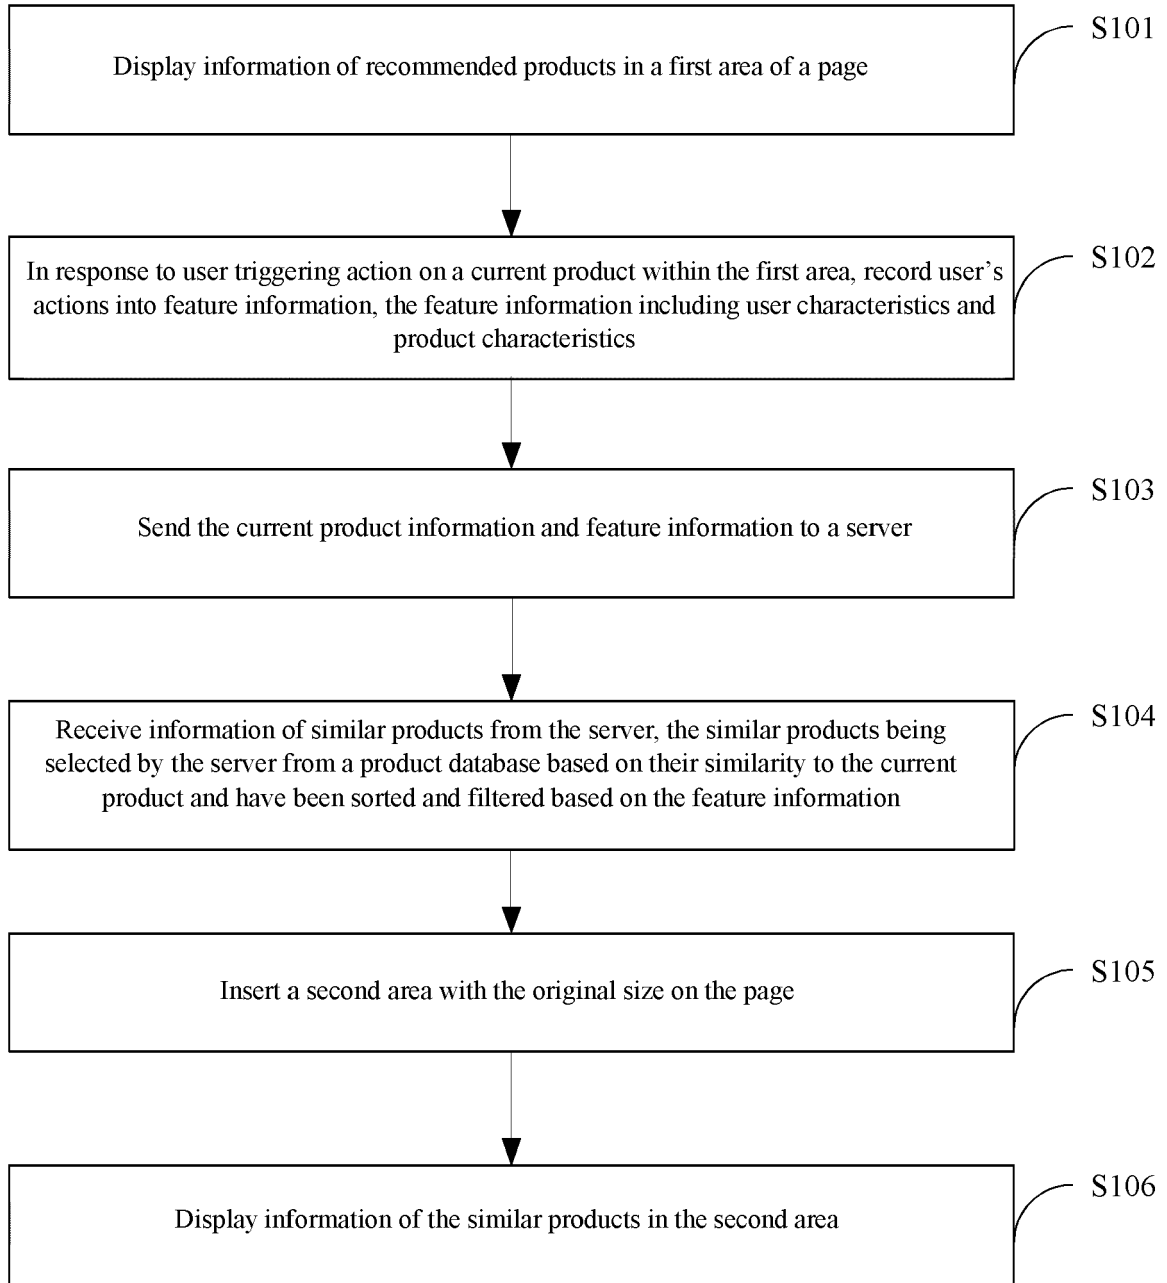 Display information of recommended products in a first area of a page
S101
In response to user triggering action on a current product within the first area, record user’s
actions into feature information, the feature information including user characteristics and
product characteristics
S102
Send the current product information and feature information to a server
S103
Receive information of similar products from the server, the similar products being
selected by the server from a product database based on their similarity to the current
product and have been sorted and filtered based on the feature information
S104
Insert a second area with the original size on the page
S105
Display information of the similar products in the second area
S106